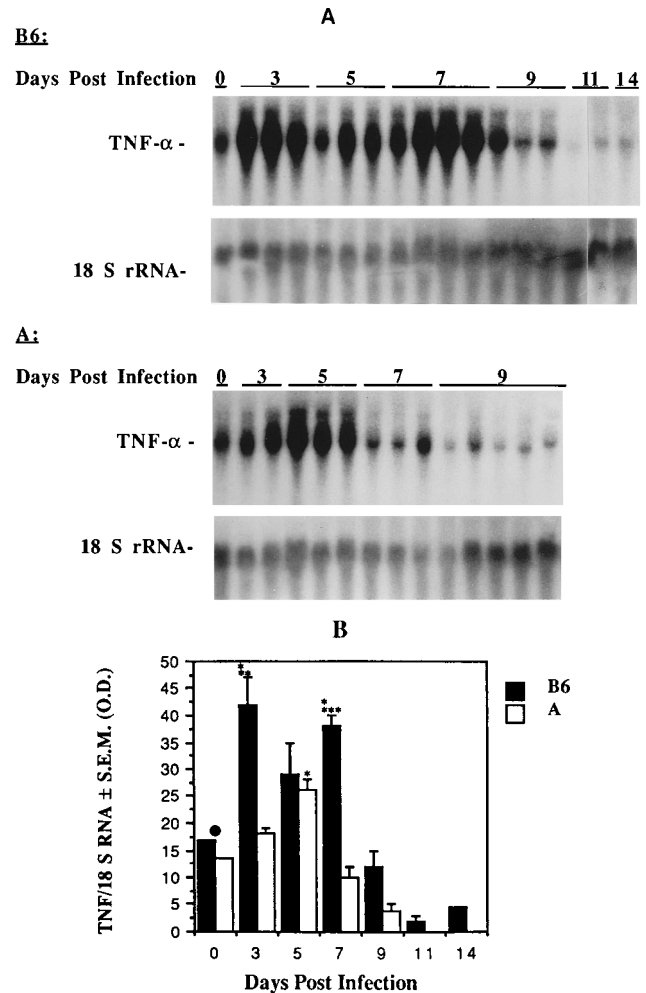 A
B6:
Days Post Infection 0 3 5 7 9 11 14
TNF-α -
18 S rRNA-
A:
Days Post Infection 0 3 5 7 9
TNF-α -
18 S rRNA-
B
TNF/18 S RNA ± S.E.M. (O.D.)
50
45
40
35
30
25
20
15
10
5
0
* ** 
*
* ***
B6
A
0 3 5 7 9 11 14
Days Post Infection